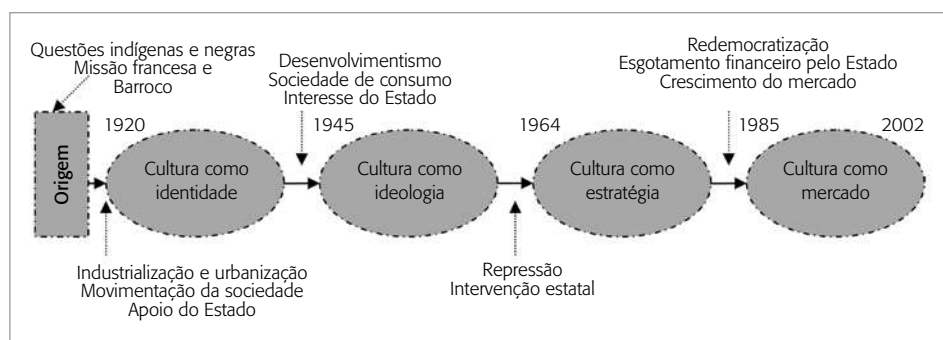 Questões indígenas e negras
Missão francesa e
Barroco
Desenvolvimentismo
Sociedade de consumo
Interesse do Estado
Redemocratização
Esgotamento financeiro pelo Estado
Crescimento do mercado
1920
1945
1964
1985
2002
Origem
Cultura como
identidade
Cultura como
ideologia
Cultura como
estratégia
Cultura como
mercado
Industrialização e urbanização
Movimentação da sociedade
Apoio do Estado
Repressão
Intervenção estatal